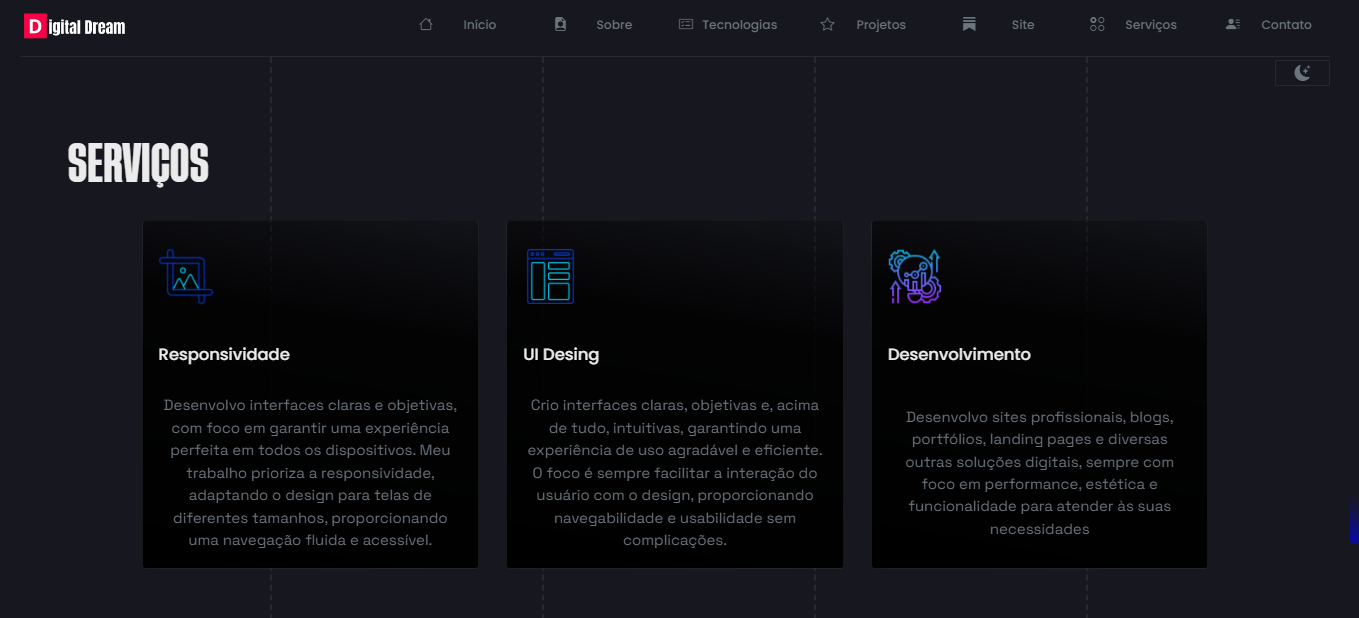 Digital Dream
Início
Sobre
Tecnologias
Projetos
Site
Serviços
Contato
SERVIÇOS
Responsividade
Desenvolvo interfaces claras e objetivas,
com foco em garantir uma experiência
perfeita em todos os dispositivos. Meu
trabalho prioriza a responsividade,
adaptando o design para telas de
diferentes tamanhos, proporcionando
uma navegação fluida e acessível.
UI Desing
Crio interfaces claras, objetivas e, acima
de tudo, intuitivas, garantindo uma
experiência de uso agradável e eficiente.
O foco é sempre facilitar a interação do
usuário com o design, proporcionando
navegabilidade e usabilidade sem
complicações.
Desenvolvimento
Desenvolvo sites profissionais, blogs,
portfólios, landing pages e diversas
outras soluções digitais, sempre com
foco em performance, estética e
funcionalidade para atender às suas
necessidades